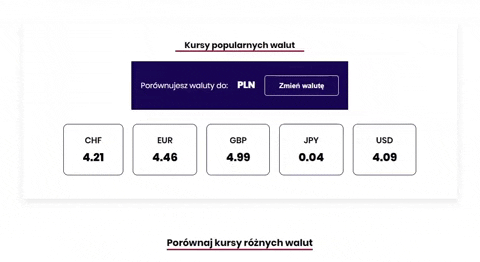 Kursy popularnych walut
Porównujesz waluty do: PLN Zmień walutę
CHF EUR GBP JPY USD
4.21 4.46 4.99 0.04 4.09
Porównaj kursy różnych walut